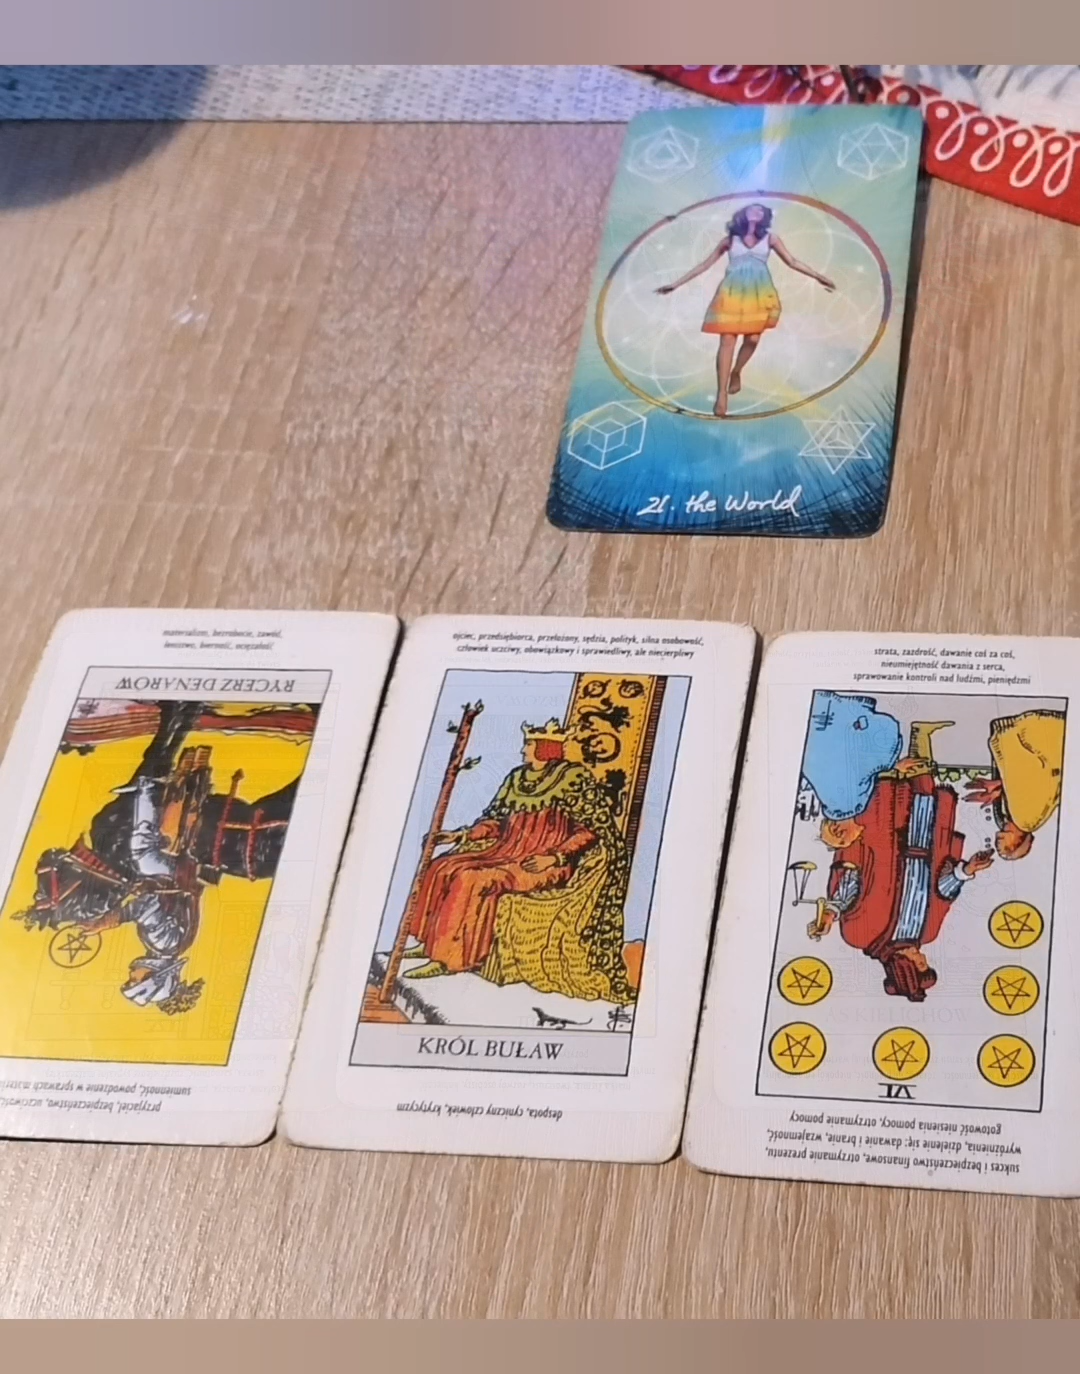 21. the World
materializm, bezrobocie, zawód,
lenistwo, bierność, ociężałość
RYCERZ DENARÓW
sumienność, powodzenie w sprawach
przyjaciel, bezpieczeństwo, uczciwość,
ojciec, przedsiębiorca, przełożony, sędzia, polityk, silna osobowość,
człowiek uczciwy, obowiązkowy i sprawiedliwy, ale niecierpliwy
KRÓL BUŁAW
despota, cyniczny człowiek, krytycyzm
strata, zazdrość, dawanie coś za coś,
nieumiejętność dawania z serca,
sprawowanie kontroli nad ludźmi, pieniędzmi
VI
sukces i bezpieczeństwo finansowe, otrzymanie prezentu,
wyróżnienia, dzielenie się; dawanie i branie, wzajemność,
gotowość niesienia pomocy, otrzymanie pomocy